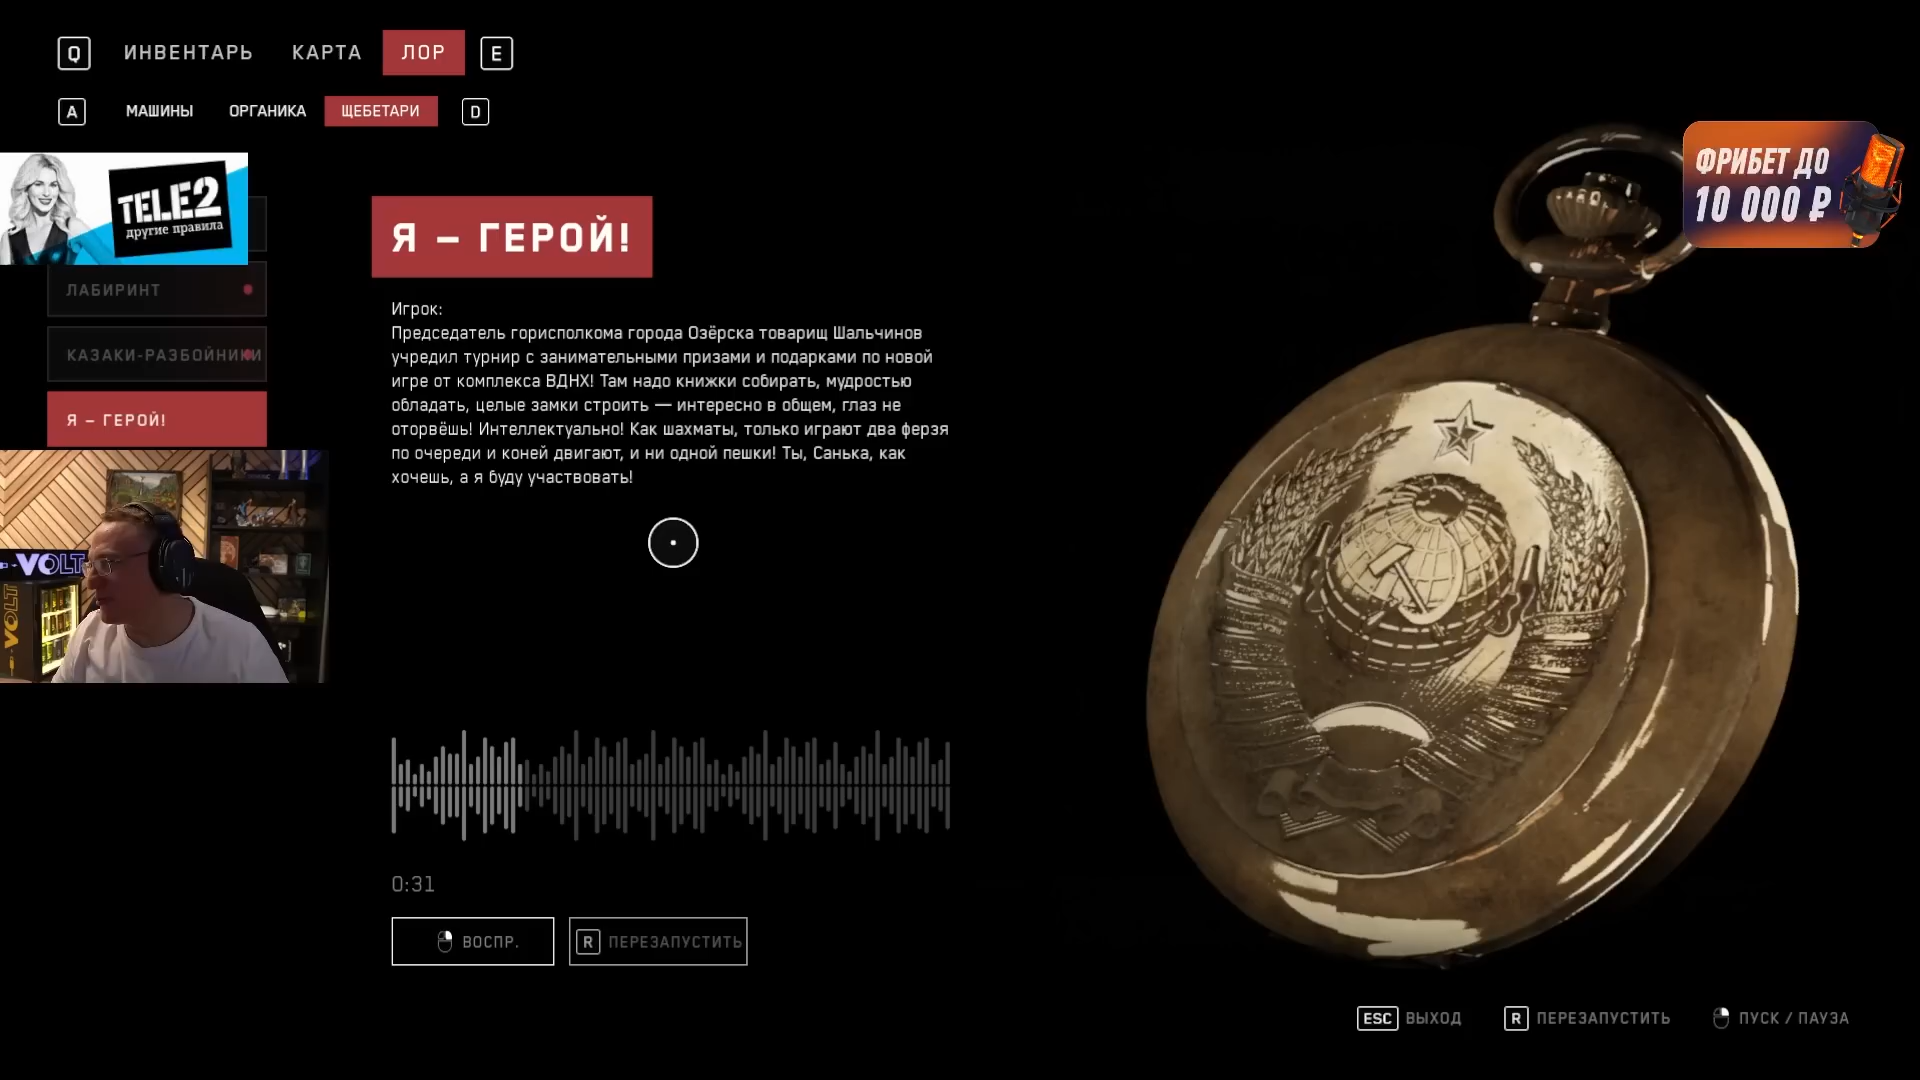 Q ИНВЕНТАРЬ КАРТА ЛОР E
A МАШИНЫ ОРГАНИКА ЩЕБЕТАРИ D
TELE2
другие правила
ФРИБЕТ ДО
10 000 ₽
ЛАБИРИНТ
КАЗАКИ-РАЗБОЙНИКИ
Я – ГЕРОЙ!
Я – ГЕРОЙ!
Игрок:
Председатель горисполкома города Озёрска товарищ Шальчинов
учредил турнир с занимательными призами и подарками по новой
игре от комплекса ВДНХ! Там надо книжки собирать, мудростью
обладать, целые замки строить — интересно в общем, глаз не
оторвёшь! Интеллектуально! Как шахматы, только играют два ферзя
по очереди и коней двигают, и ни одной пешки! Ты, Санька, как
хочешь, а я буду участвовать!
VOLT
VOLT
0:31
ВОСПР.
R ПЕРЕЗАПУСТИТЬ
ESC ВЫХОД R ПЕРЕЗАПУСТИТЬ ПУСК / ПАУЗА